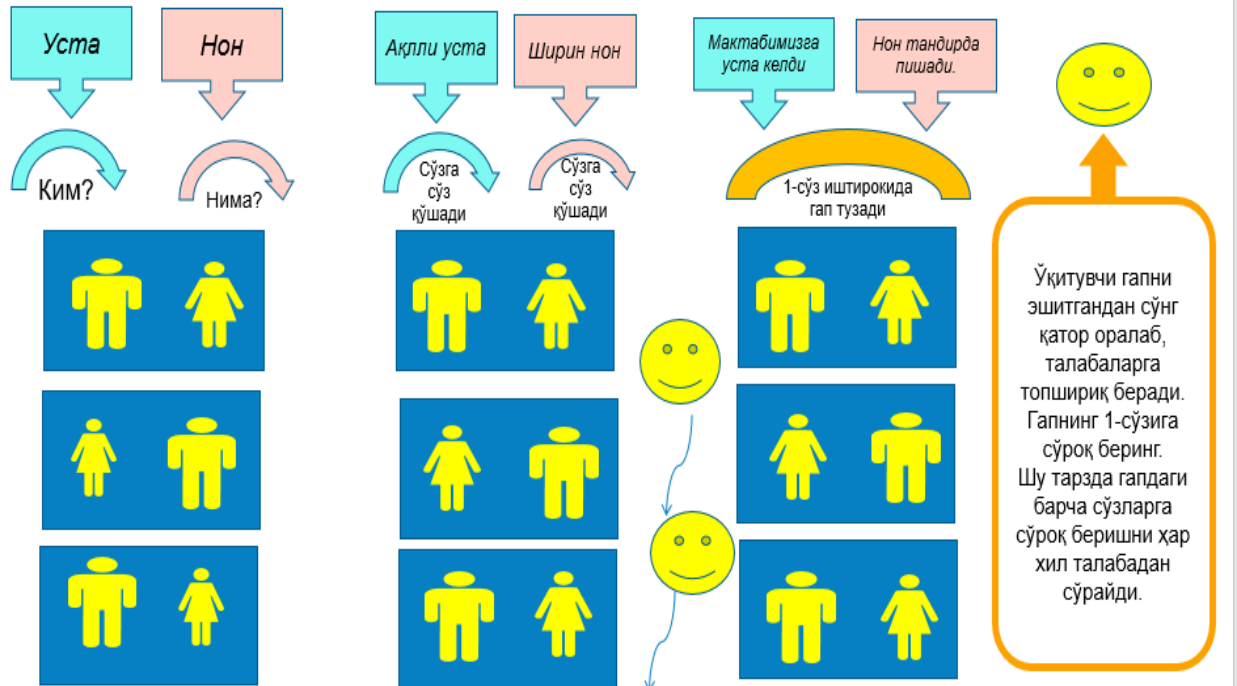 Уста
Нон
Ақлли уста
Ширин нон
Мактабимизга
уста келди
Нон тандирда
пишади.
Ким?
Нима?
Сўзга
сўз
қўшади
Сўзга
сўз
қўшади
1-сўз иштирокида
гап тузади
Ўқитувчи гапни
эшитгандан сўнг
қатор оралаб,
талабаларга
топшириқ беради.
Гапнинг 1-сўзига
сўроқ беринг.
Шу тарзда гапдаги
барча сўзларга
сўроқ беришни ҳар
хил талабадан
сўрайди.